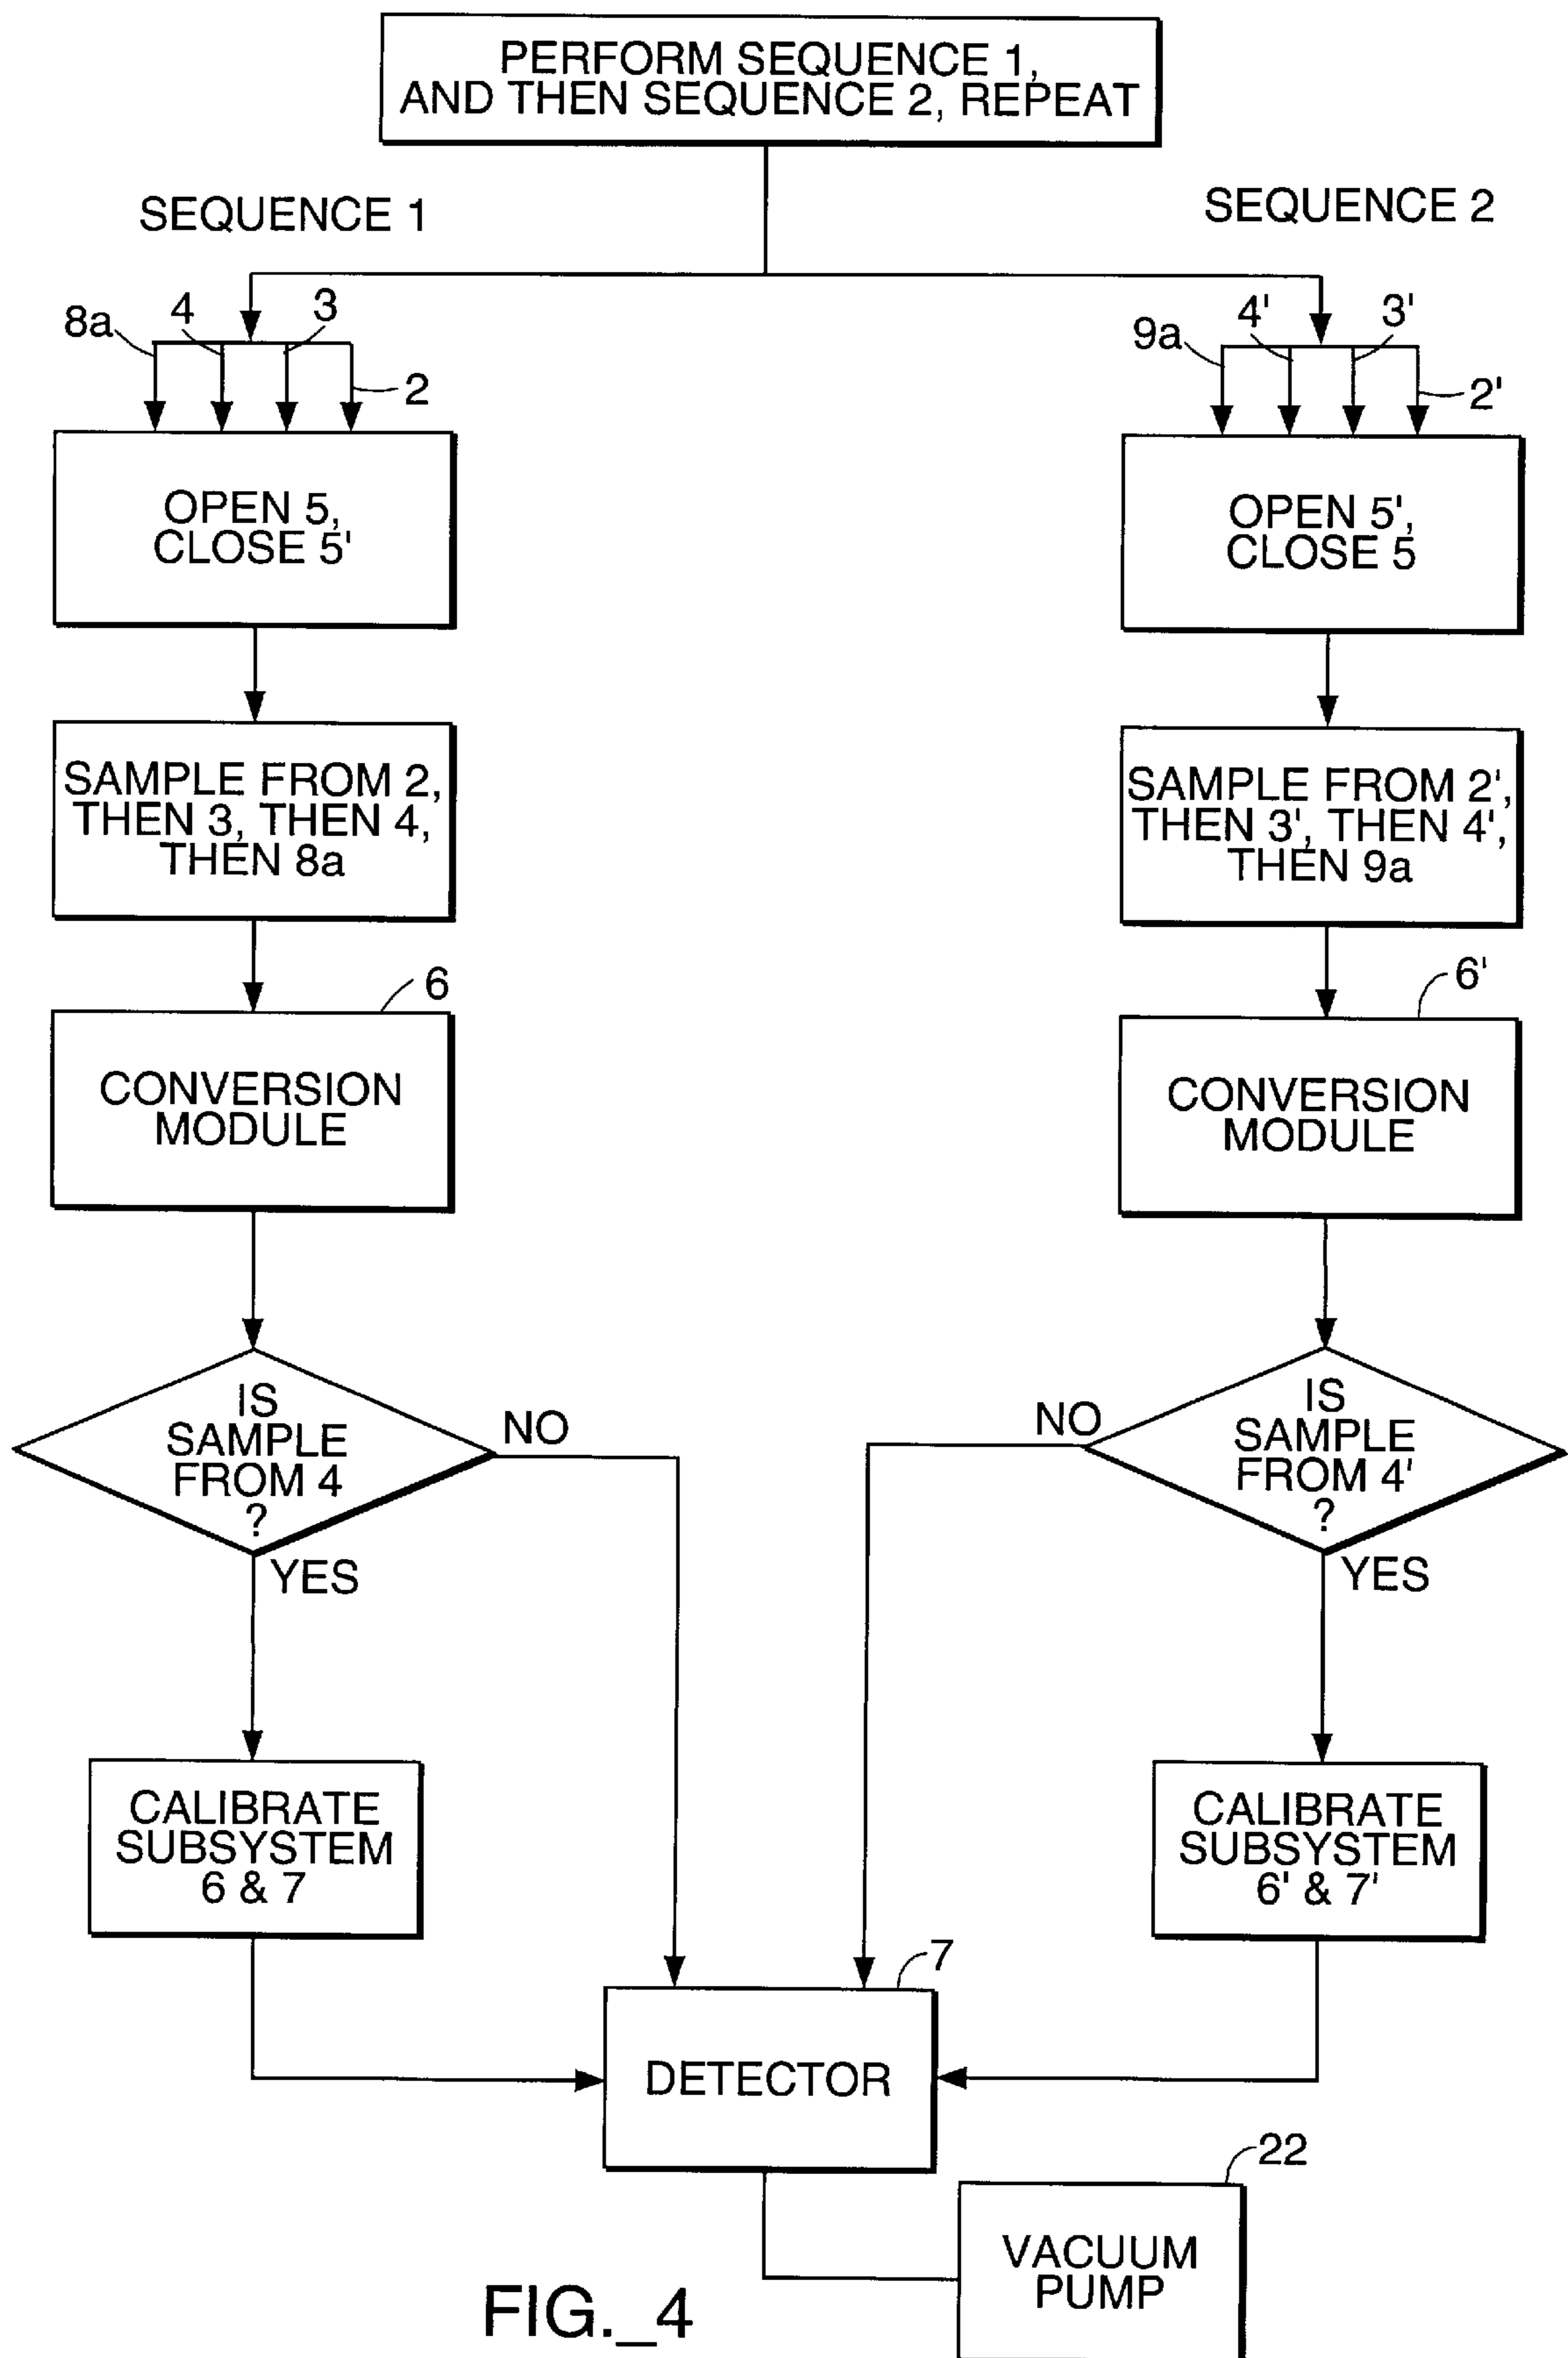 PERFORM SEQUENCE 1,
AND THEN SEQUENCE 2, REPEAT
SEQUENCE 1
SEQUENCE 2
8a
4
3
2
9a
4'
3'
2'
OPEN 5,
CLOSE 5'
OPEN 5',
CLOSE 5
SAMPLE FROM 2,
THEN 3, THEN 4,
THEN 8a
SAMPLE FROM 2',
THEN 3', THEN 4',
THEN 9a
6
6'
CONVERSION
MODULE
CONVERSION
MODULE
IS
SAMPLE
FROM 4
?
NO
YES
IS
SAMPLE
FROM 4'
?
NO
YES
CALIBRATE
SUBSYSTEM
6 & 7
CALIBRATE
SUBSYSTEM
6' & 7'
7
DETECTOR
22
VACUUM
PUMP
FIG._4